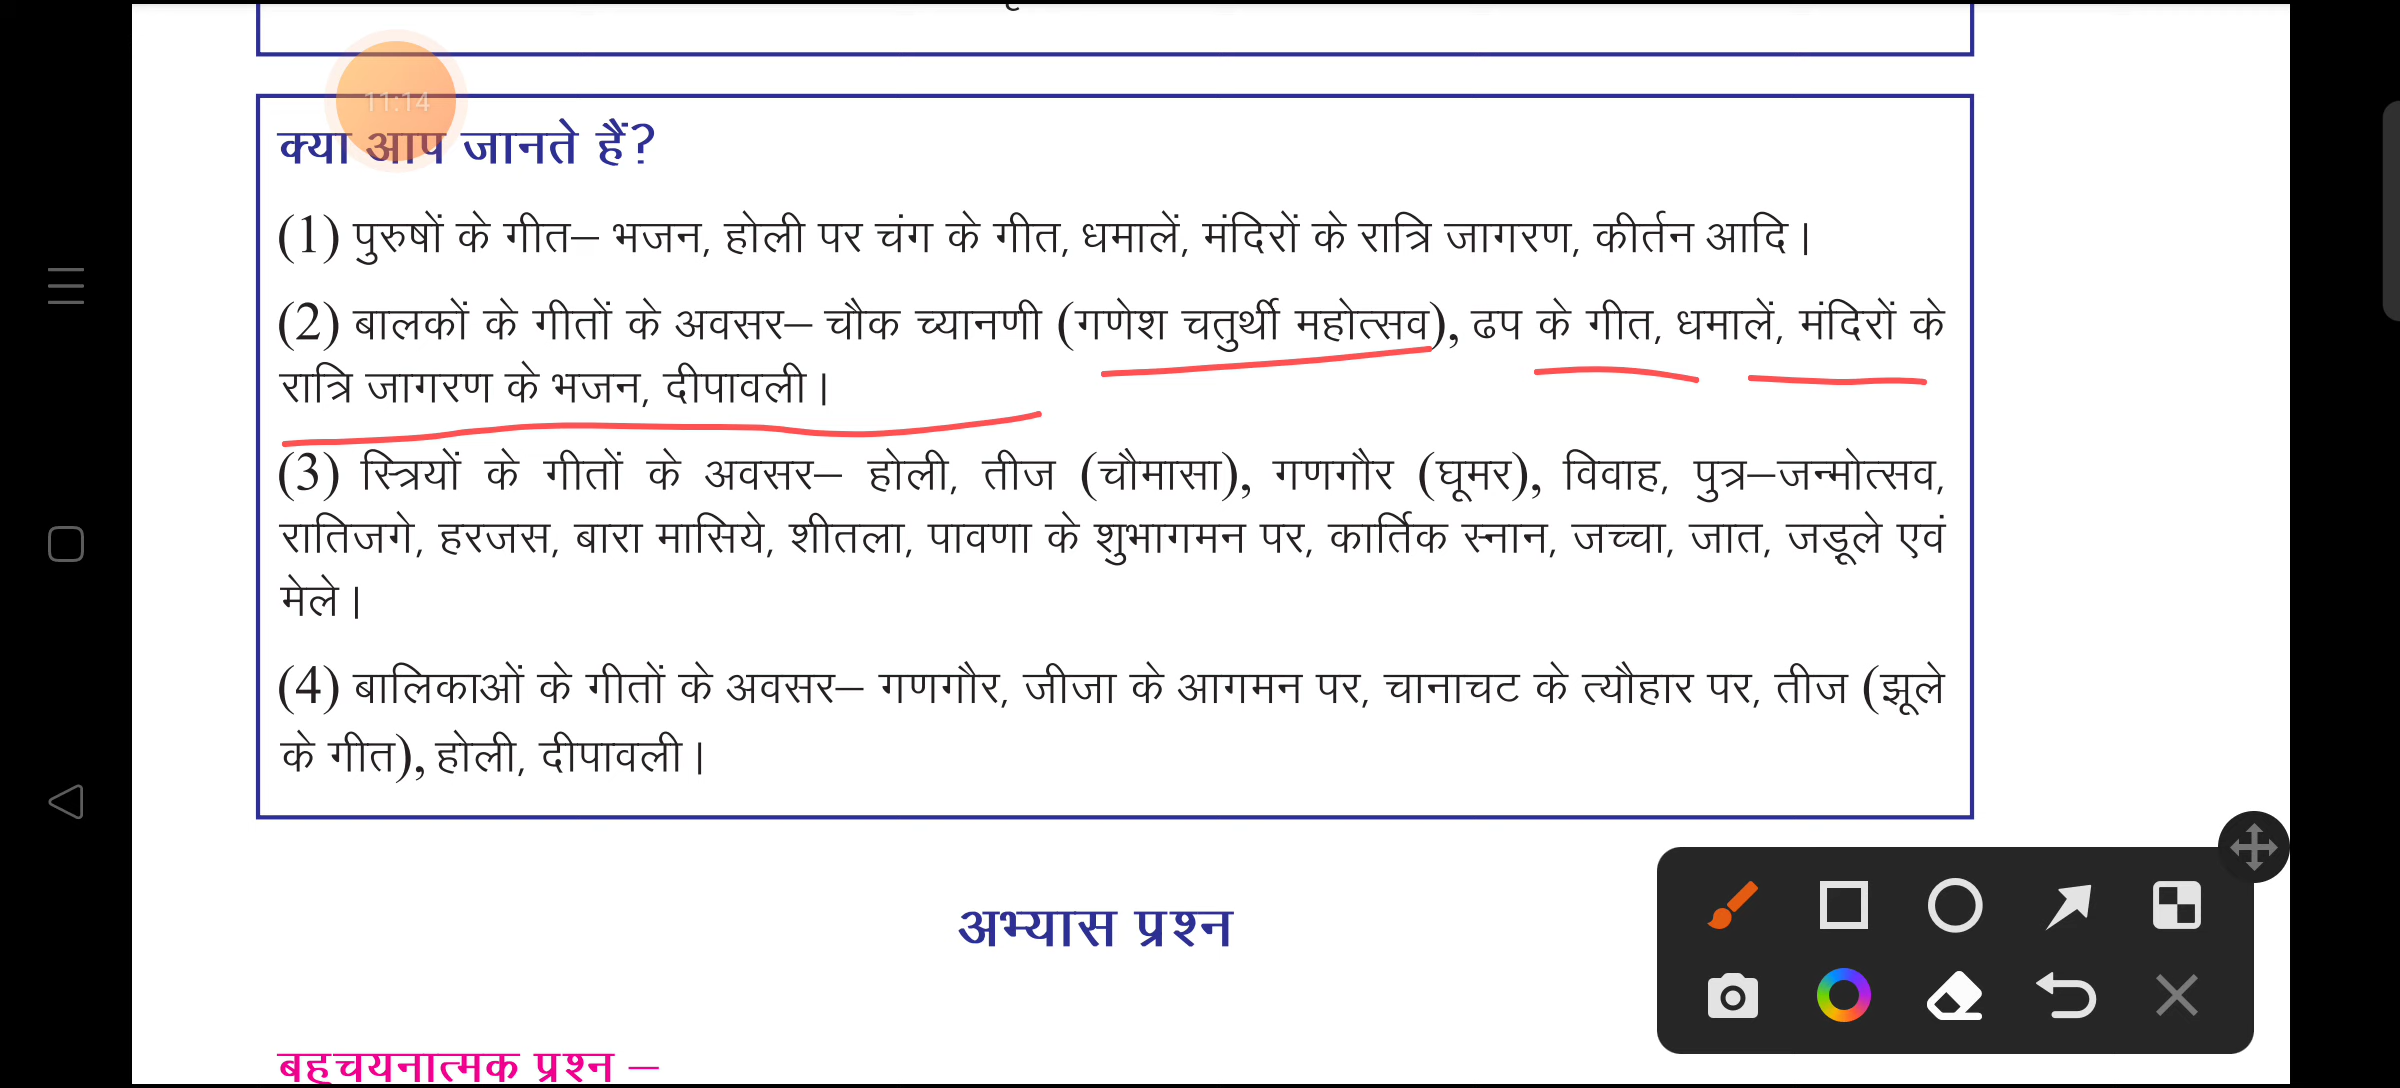 11:14
क्या आप जानते हैं?
(1) पुरुषों के गीत– भजन, होली पर चंग के गीत, धमालें, मंदिरों के रात्रि जागरण, कीर्तन आदि।
(2) बालकों के गीतों के अवसर– चौक च्यानणी (गणेश चतुर्थी महोत्सव), ढप के गीत, धमालें, मंदिरों के
रात्रि जागरण के भजन, दीपावली।
(3) स्त्रियों के गीतों के अवसर– होली, तीज (चौमासा), गणगौर (घूमर), विवाह, पुत्र–जन्मोत्सव,
रातिजगे, हरजस, बारा मासिये, शीतला, पावणा के शुभागमन पर, कार्तिक स्नान, जच्चा, जात, जड़ूले एवं
मेले।
(4) बालिकाओं के गीतों के अवसर– गणगौर, जीजा के आगमन पर, चानाचट के त्यौहार पर, तीज (झूले
के गीत), होली, दीपावली।
अभ्यास प्रश्न
बहुचयनात्मक प्रश्न –